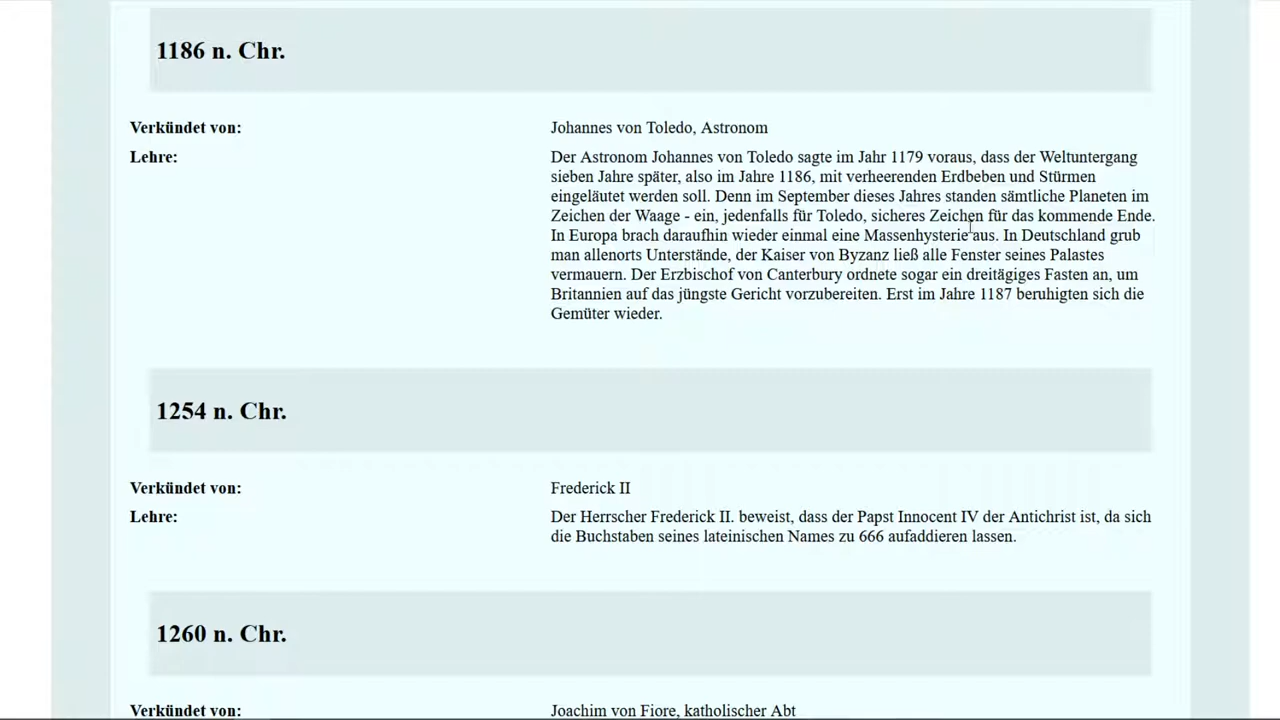 1186 n. Chr.
Verkündet von:
Johannes von Toledo, Astronom
Lehre:
Der Astronom Johannes von Toledo sagte im Jahr 1179 voraus, dass der Weltuntergang
sieben Jahre später, also im Jahre 1186, mit verheerenden Erdbeben und Stürmen
eingeläutet werden soll. Denn im September dieses Jahres standen sämtliche Planeten im
Zeichen der Waage - ein, jedenfalls für Toledo, sicheres Zeichen für das kommende Ende.
In Europa brach daraufhin wieder einmal eine Massenhysterie aus. In Deutschland grub
man allenorts Unterstände, der Kaiser von Byzanz ließ alle Fenster seines Palastes
vermauern. Der Erzbischof von Canterbury ordnete sogar ein dreitägiges Fasten an, um
Britannien auf das jüngste Gericht vorzubereiten. Erst im Jahre 1187 beruhigten sich die
Gemüter wieder.
1254 n. Chr.
Verkündet von:
Frederick II
Lehre:
Der Herrscher Frederick II. beweist, dass der Papst Innocent IV der Antichrist ist, da sich
die Buchstaben seines lateinischen Names zu 666 aufaddieren lassen.
1260 n. Chr.
Verkündet von:
Joachim von Fiore, katholischer Abt